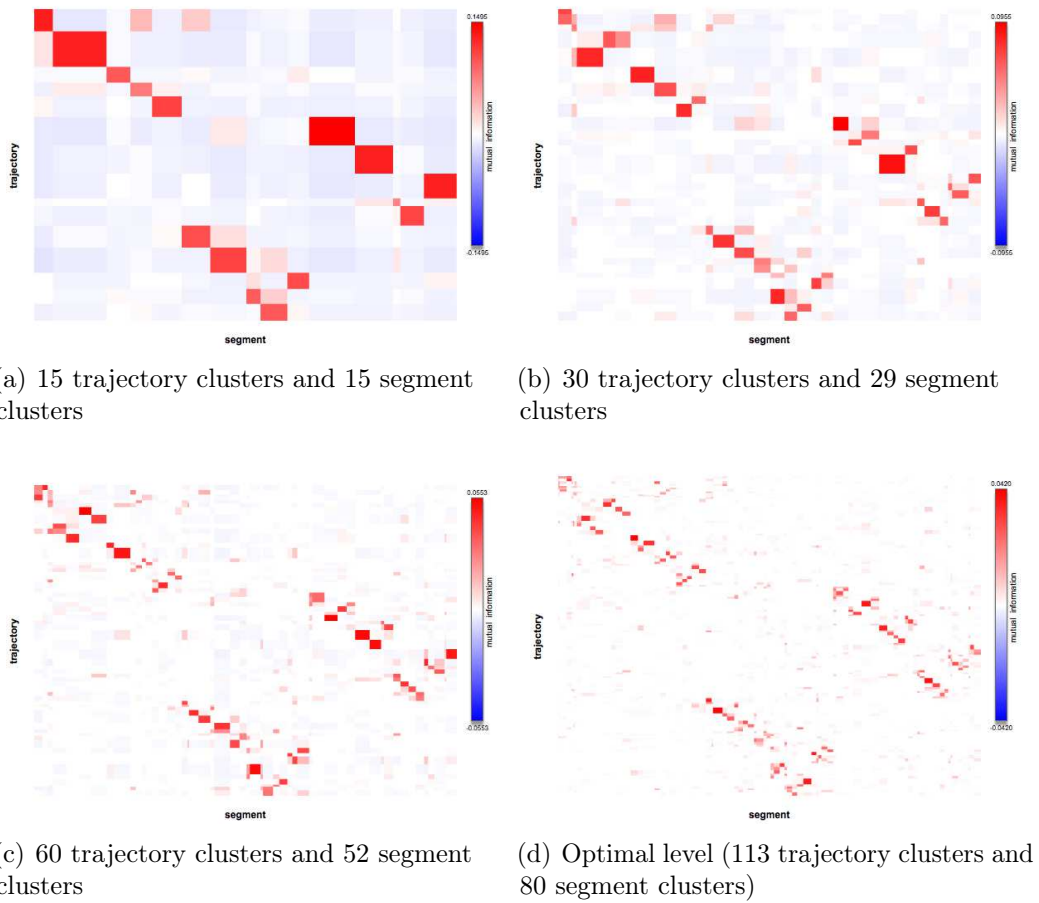 0.1495
mutual information
-0.1495
trajectory
segment
0.0955
mutual information
-0.0955
trajectory
segment
(a) 15 trajectory clusters and 15 segment
clusters
(b) 30 trajectory clusters and 29 segment
clusters
0.0553
mutual information
-0.0553
trajectory
segment
0.0420
mutual information
-0.0420
trajectory
segment
(c) 60 trajectory clusters and 52 segment
clusters
(d) Optimal level (113 trajectory clusters and
80 segment clusters)